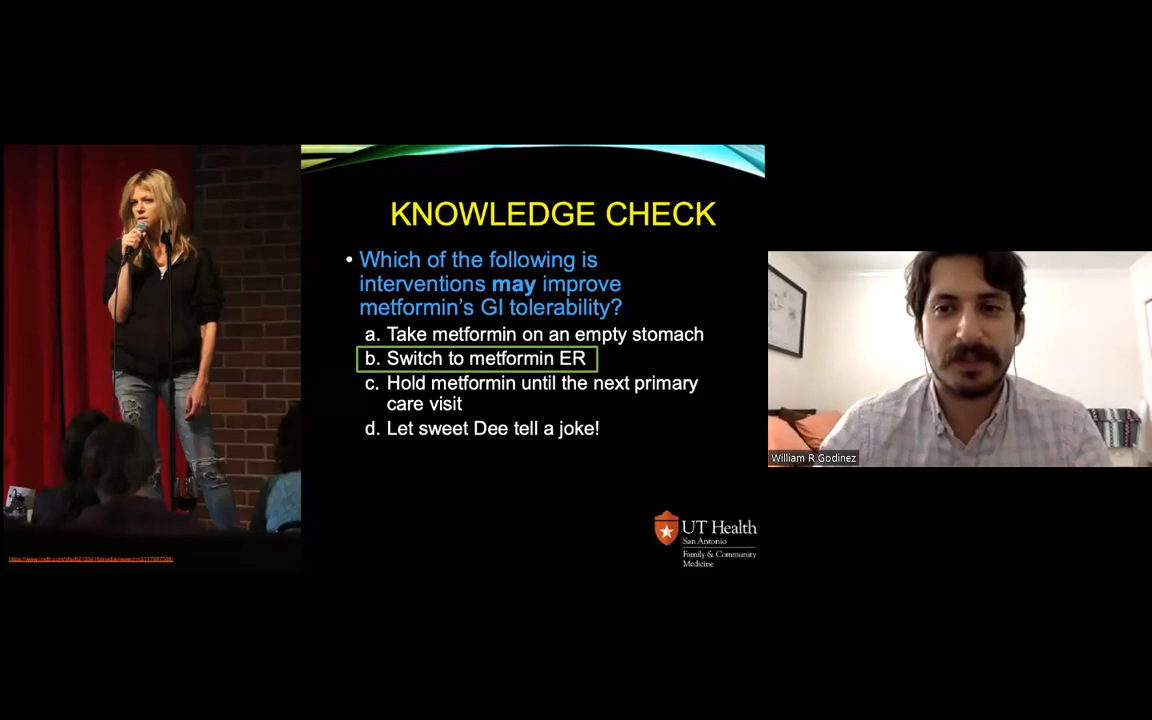 KNOWLEDGE CHECK
• Which of the following is
interventions may improve
metformin's GI tolerability?
a. Take metformin on an empty stomach
b. Switch to metformin ER
c. Hold metformin until the next primary
care visit
d. Let sweet Dee tell a joke!
UT Health
San Antonio
Family & Community
Medicine
William R Godinez